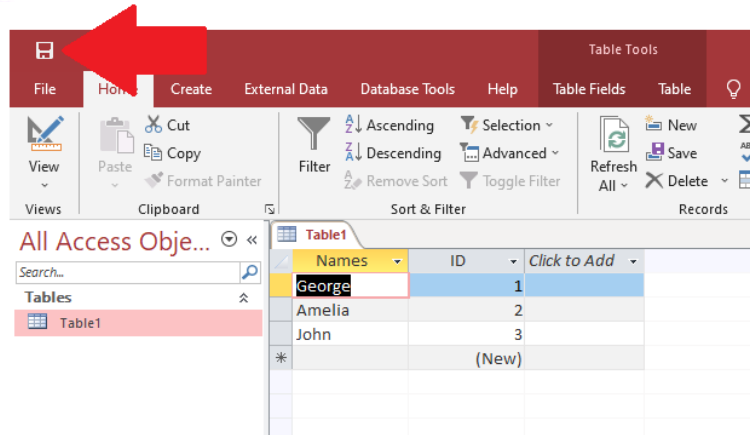 Table Tools
File Home Create External Data Database Tools Help Table Fields Table
View
Views
Paste
Cut
Copy
Format Painter
Clipboard
Filter
Ascending
Descending
Remove Sort
Selection
Advanced
Toggle Filter
Sort & Filter
Refresh
All
New
Save
Delete
Records
All Access Obje...
Search...
Tables
Table1
Table1
Names ID Click to Add
George 1
Amelia 2
John 3
(New)